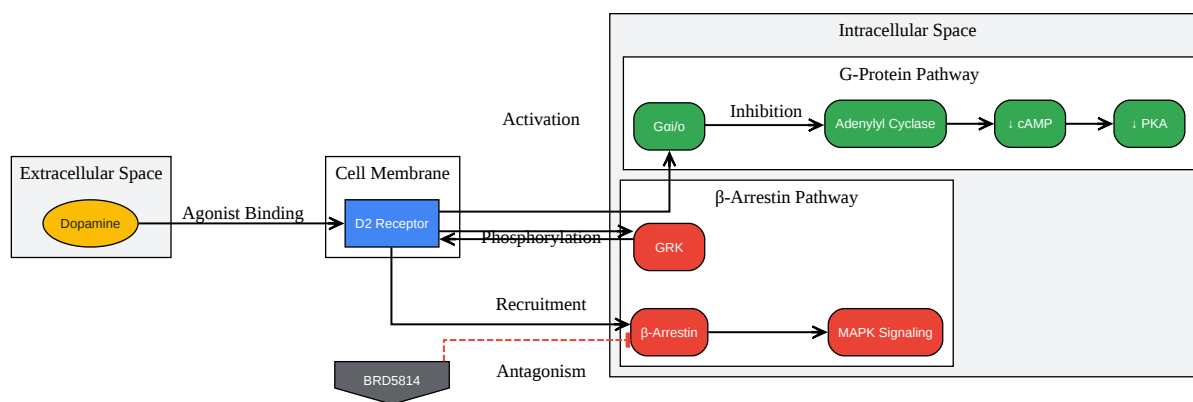 Intracellular Space
G-Protein Pathway
Activation
Gαi/o
Inhibition
Adenylyl Cyclase
↓ cAMP
↓ PKA
Extracellular Space
Cell Membrane
β-Arrestin Pathway
Dopamine
Agonist Binding
D2 Receptor
Phosphorylation
GRK
Recruitment
β-Arrestin
MAPK Signaling
BRD5814
Antagonism